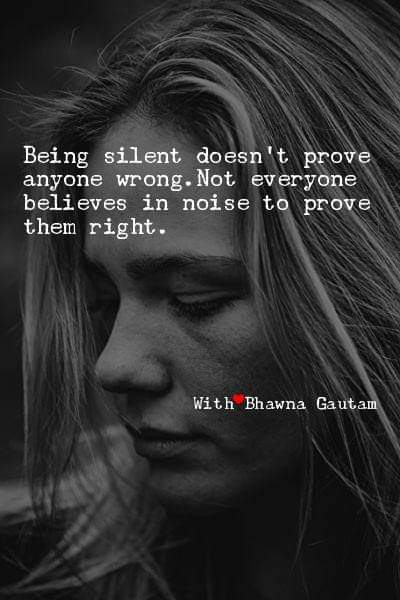 Being silent doesn't prove
anyone wrong.Not everyone
believes in noise to prove
them right.
With❤Bhawna Gautam